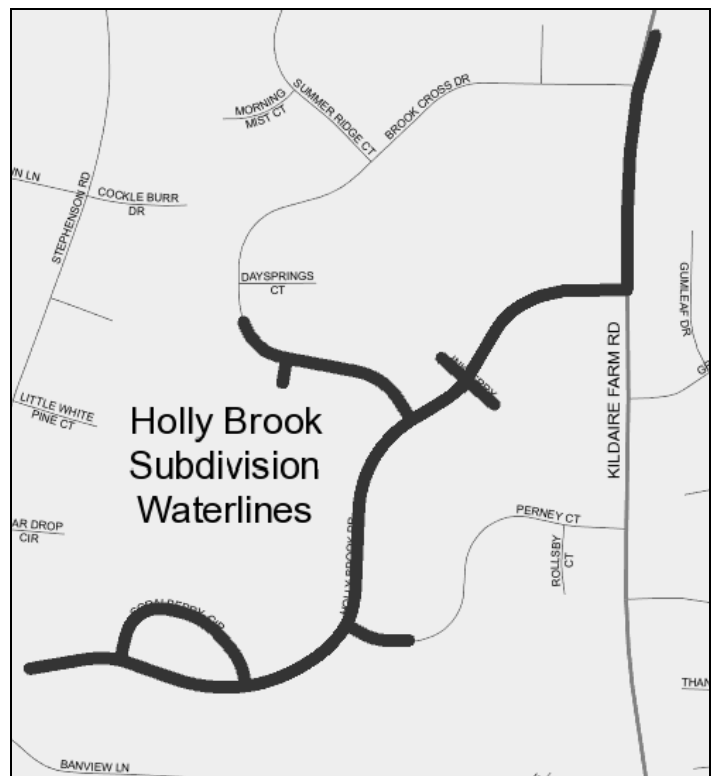 MORNING
MIST CT
SUMMER RIDGE CT
BROOK CROSS DR
WN LN
COCKLE BURR
DR
STEPHENSON RD
DAYSPRINGS
CT
GUMLEAF DR
KILDAIRE FARM RD
LITTLE WHITE
PINE CT
Holly Brook
Subdivision
Waterlines
AR DROP
CIR
PERNEY CT
ROLLSBY
CT
HOLLY BROOK DR
THAN
BANVIEW LN